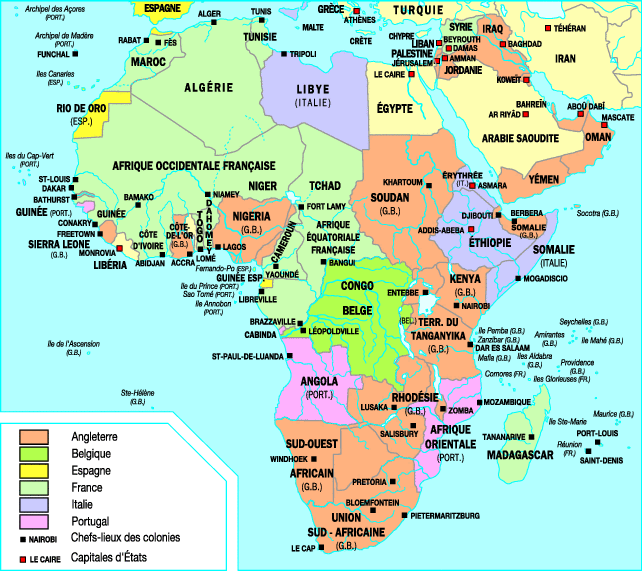 Archipel des Açores
(PORT.)
ESPAGNE
ALGER
TUNIS
GRÈCE
ATHÈNES
TURQUIE
TÉHÉRAN
Archipel de Madère
(PORT.)
FUNCHAL
RABAT
FÈS
TUNISIE
MALTE
CRÈTE
CHYPRE
SYRIE
IRAQ
IRAN
MAROC
TRIPOLI
LIBAN
BEYROUTH
DAMAS
BAGHDAD
PALESTINE
JÉRUSALEM
AMMAN
JORDANIE
Iles Canaries
(ESP.)
ALGÉRIE
LIBYE
(ITALIE)
LE CAIRE
ÉGYPTE
KOWEÏT
BAHREÏN
ABOÛ DABÎ
AR RIYÂD
MASCATE
OMAN
RIO DE ORO
(ESP.)
ARABIE SAOUDITE
Iles du Cap-Vert
(PORT.)
AFRIQUE OCCIDENTALE FRANÇAISE
YÉMEN
ST-LOUIS
DAKAR
BATHURST
NIGER
NIAMEY
TCHAD
KHARTOUM
SOUDAN
(G.B.)
ÉRYTHRÉE
(IT.)
ASMARA
Socotra (G.B.)
GUINÉE (PORT.)
GUINÉE
BAMAKO
CONAKRY
FREETOWN
SIERRA LEONE
(G.B.)
MONROVIA
LIBÉRIA
CÔTE
D'IVOIRE
ABIDJAN
CÔTE-
DE-L'OR
(G.B.)
ACCRA
TOGO
LOMÉ
DAHOMEY
NIGERIA
(G.B.)
LAGOS
FORT LAMY
CAMEROUN
AFRIQUE
ÉQUATORIALE
FRANÇAISE
BANGUI
DJIBOUTI
BERBERA
SOMALIE
(G.B.)
ADDIS-ABEBA
ÉTHIOPIE
SOMALIE
(ITALIE)
MOGADISCIO
Fernando-Po (ESP.)
YAOUNDÉ
GUINÉE ESP.
Ile du Prince (PORT.)
Sao Tomé (PORT.)
LIBREVILLE
Ile Annobon
(PORT.)
CONGO
BELGE
ENTEBBE
KENYA
(G.B.)
NAIROBI
BRAZZAVILLE
LÉOPOLDVILLE
CABINDA
(BEL.)
TERR. DU
TANGANYIKA
(G.B.)
Ile Pemba (G.B.)
Zanzibar (G.B.)
DAR ES SALAAM
Mafia (G.B.)
Seychelles (G.B.)
Amirantes
(G.B.)
Ile Mahé (G.B.)
Iles Aldabra
(G.B.)
Providence
(G.B.)
Comores (FR.)
Iles Glorieuses (FR.)
Ile de l'Ascension
(G.B.)
ST-PAUL-DE-LUANDA
ANGOLA
(PORT.)
Ste-Hélène
(G.B.)
LUSAKA
RHODÉSIE
(G.B.)
ZOMBA
MOZAMBIQUE
SALISBURY
AFRIQUE
ORIENTALE
(PORT.)
TANANARIVE
MADAGASCAR
Ile Ste-Marie
Maurice (G.B.)
PORT-LOUIS
Réunion
(FR.)
SAINT-DENIS
SUD-OUEST
WINDHOEK
AFRICAIN
(G.B.)
PRETORIA
BLOEMFONTEIN
UNION
SUD - AFRICAINE
(G.B.)
PIETERMARITZBURG
LE CAP
Angleterre
Belgique
Espagne
France
Italie
Portugal
NAIROBI Chefs-lieux des colonies
LE CAIRE Capitales d'États